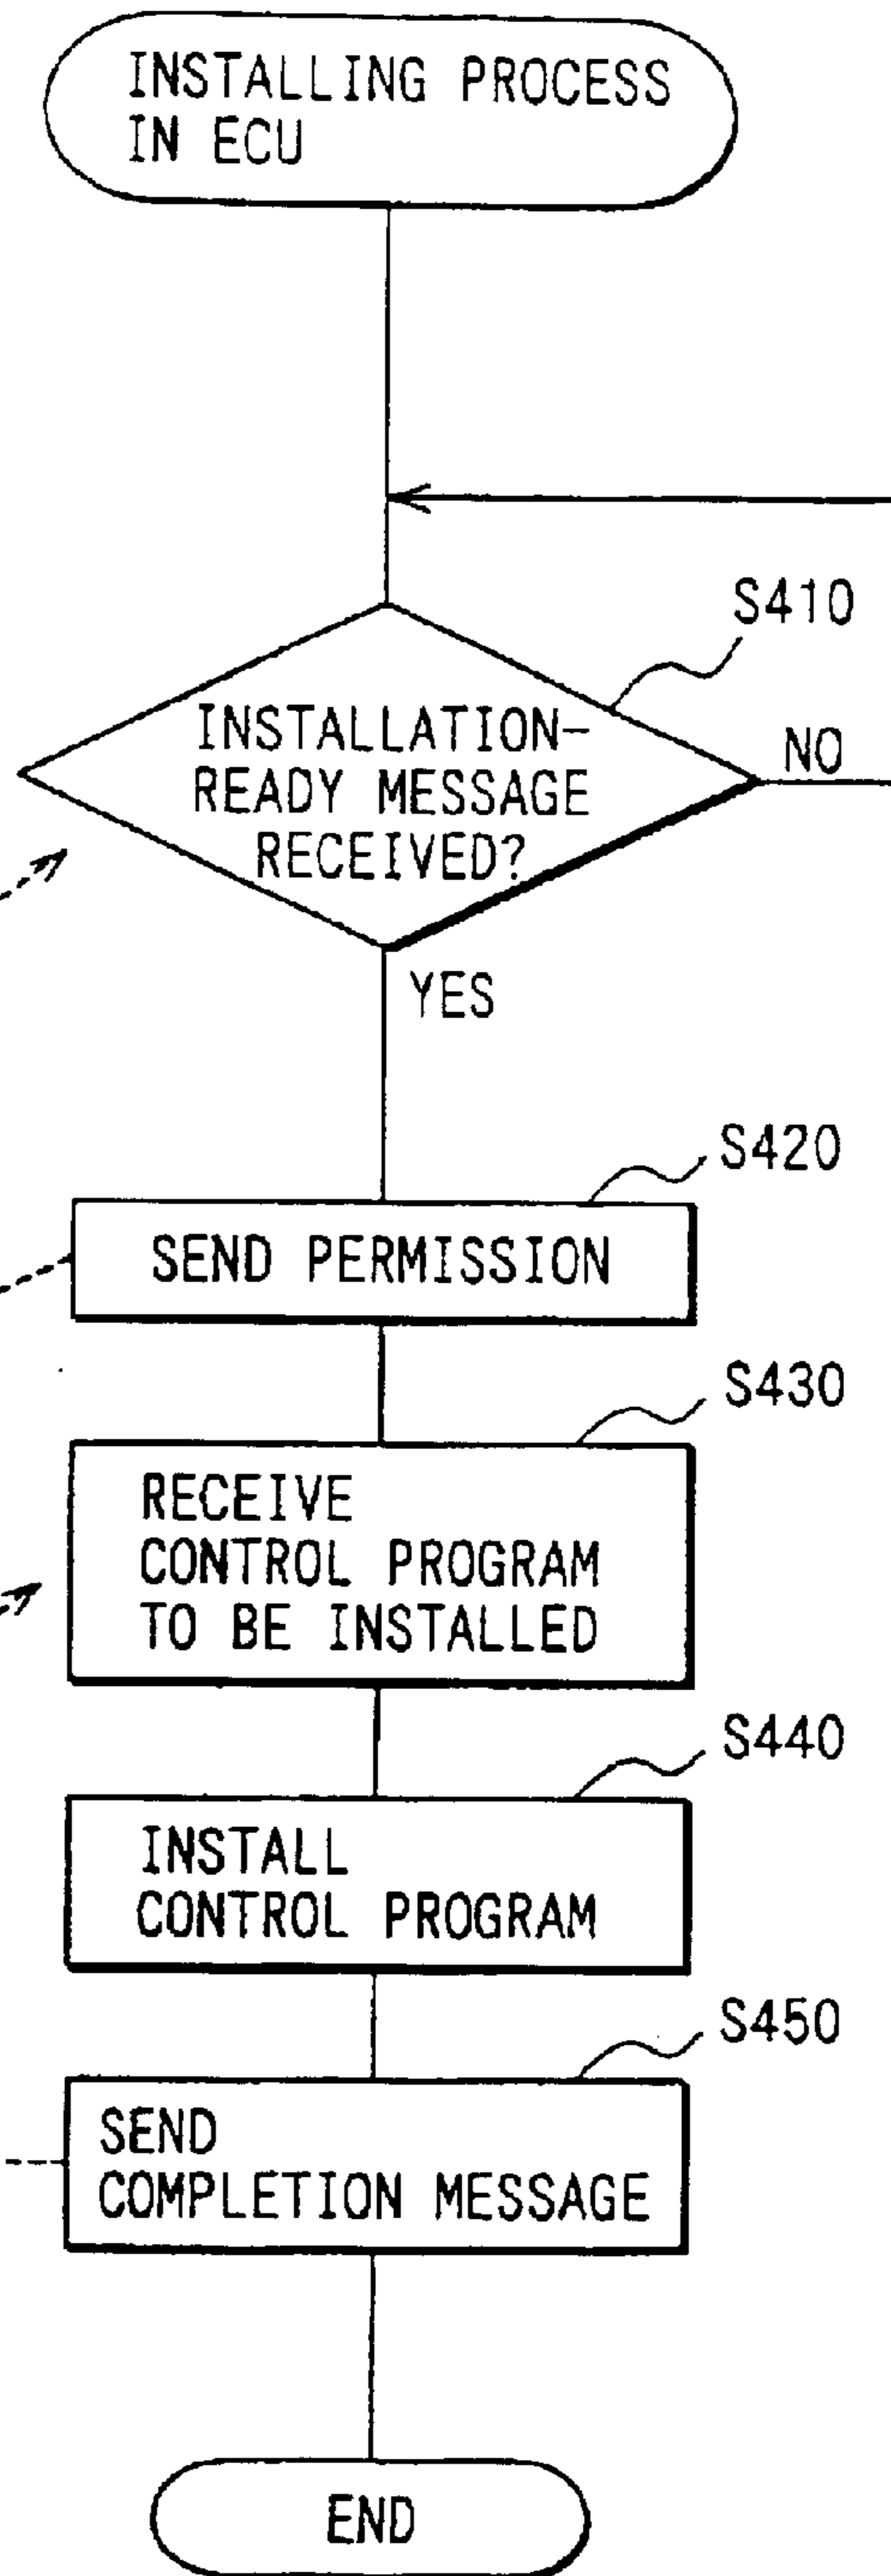 INSTALLING PROCESS
IN ECU
S410
INSTALLATION-
READY MESSAGE
RECEIVED?
NO
YES
S420
SEND PERMISSION
S430
RECEIVE
CONTROL PROGRAM
TO BE INSTALLED
S440
INSTALL
CONTROL PROGRAM
S450
SEND
COMPLETION MESSAGE
END